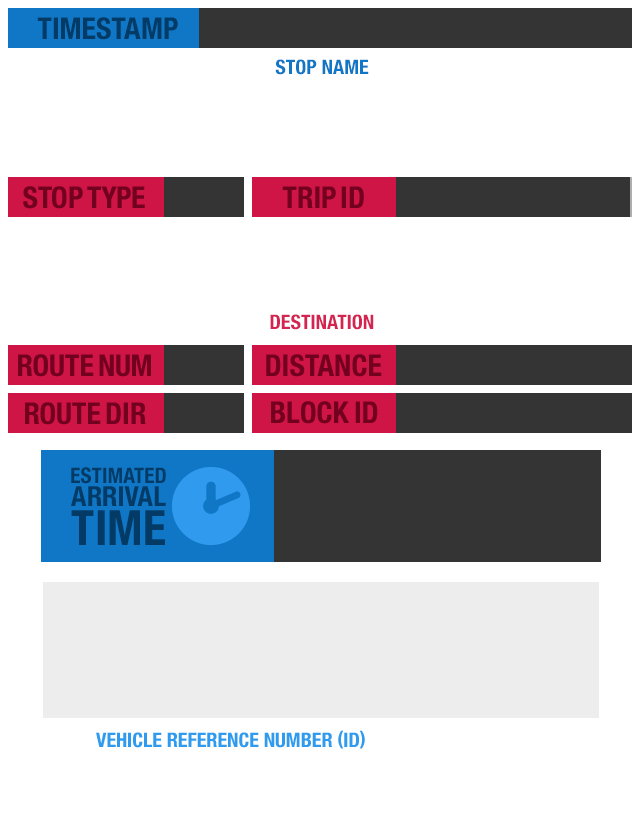 TIMESTAMP
STOP NAME
STOP TYPE
TRIP ID
DESTINATION
ROUTE NUM
DISTANCE
ROUTE DIR
BLOCK ID
ESTIMATED
ARRIVAL
TIME
VEHICLE REFERENCE NUMBER (ID)